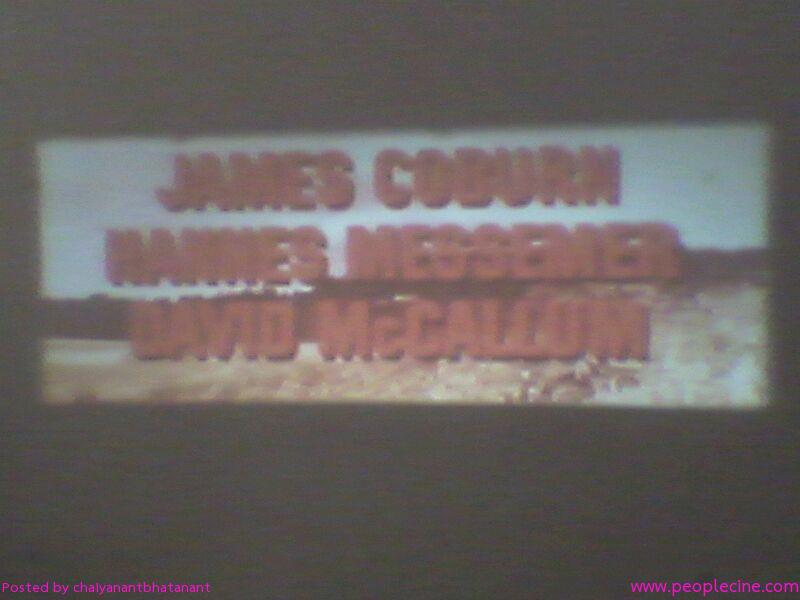 JAMES COBURN
HANNES MESSEMER
DAVID McCALLUM
Posted by chaiyanantbhatanant
www.peoplecine.com